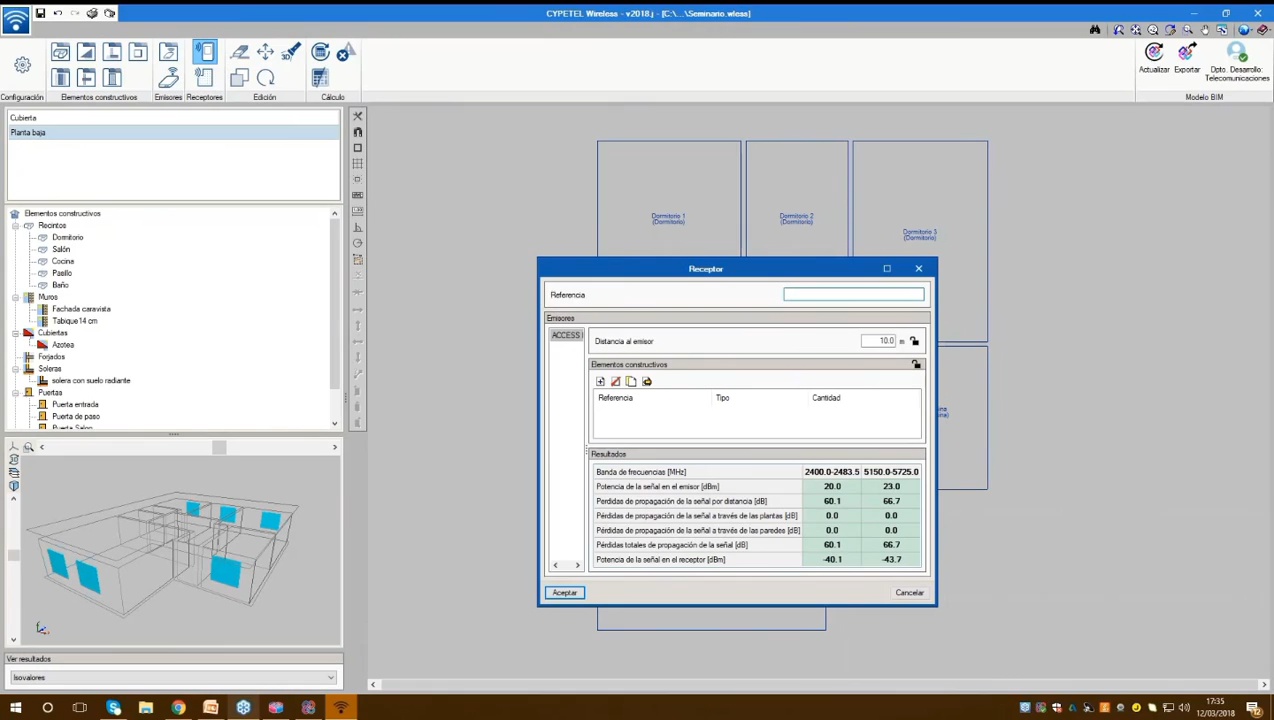 CYPETEL Wireless - v2018.j - [C:\...\Seminario.wless]
Configuración
Elementos constructivos
Emisores
Receptores
Edición
Cálculo
Actualizar
Exportar
Dpto. Desarrollo:
Telecomunicaciones
Modelo BIM
Cubierta
Planta baja
Elementos constructivos
Recintos
Dormitorio
Salón
Cocina
Pasillo
Baño
Muros
Fachada caravista
Tabique14 cm
Cubiertas
Azotea
Forjados
Soleras
solera con suelo radiante
Puertas
Puerta entrada
Puerta de paso
Puerta Salon
Ver resultados
Isovalores
Dormitorio 1
(Dormitorio)
Dormitorio 2
(Dormitorio)
Dormitorio 3
(Dormitorio)
Receptor
Referencia
Emisores
ACCESS
Distancia al emisor
10.0 m
Elementos constructivos
Referencia Tipo Cantidad
Resultados
Banda de frecuencias [MHz] 2400.0-2483.5 5150.0-5725.0
Potencia de la señal en el emisor [dBm] 20.0 23.0
Perdidas de propagación de la señal por distancia [dB] 60.1 66.7
Pérdidas de propagación de la señal a través de las plantas [dB] 0.0 0.0
Pérdidas de propagación de la señal a través de las paredes [dB] 0.0 0.0
Pérdidas totales de propagación de la señal [dB] 60.1 66.7
Potencia de la señal en el receptor [dBm] -40.1 -43.7
Aceptar
Cancelar
17:35
12/03/2018